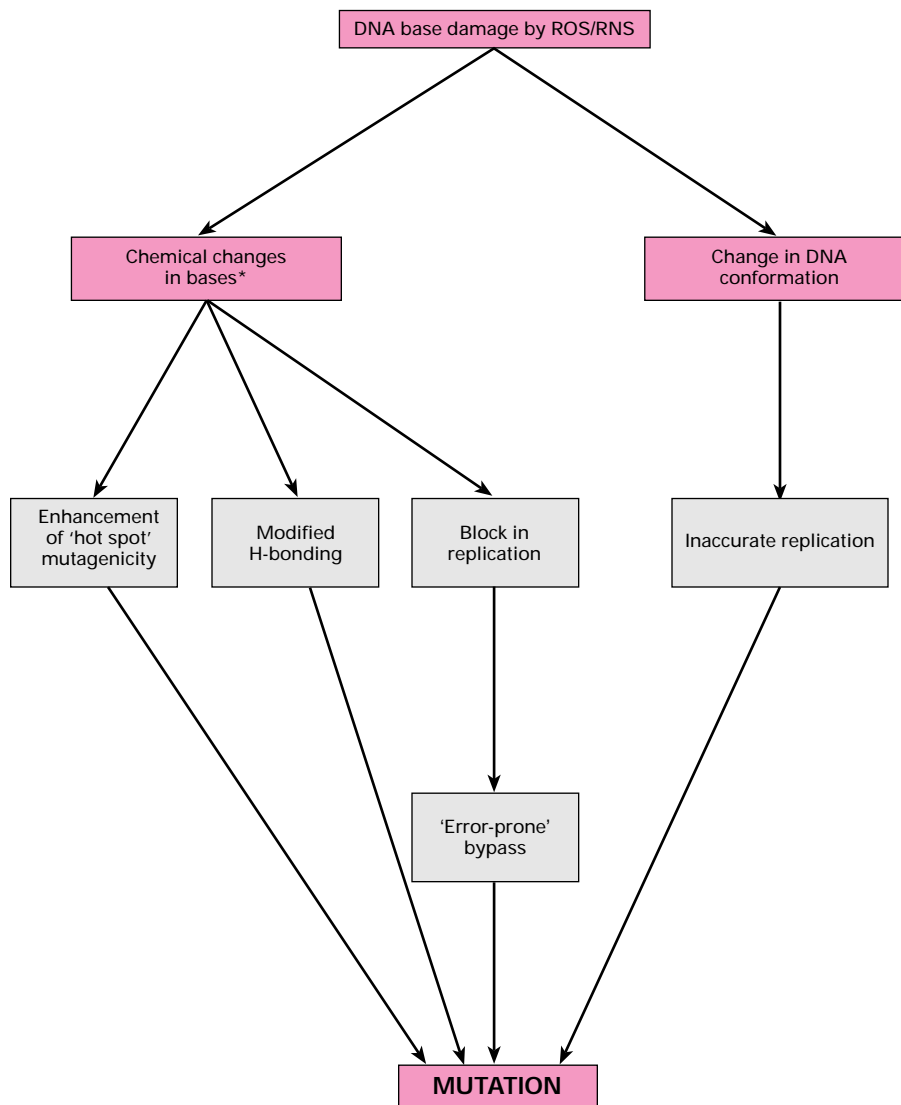 DNA base damage by ROS/RNS
Chemical changes
in bases*
Change in DNA
conformation
Enhancement
of ‘hot spot’
mutagenicity
Modified
H-bonding
Block in
replication
Inaccurate replication
‘Error-prone’
bypass
MUTATION